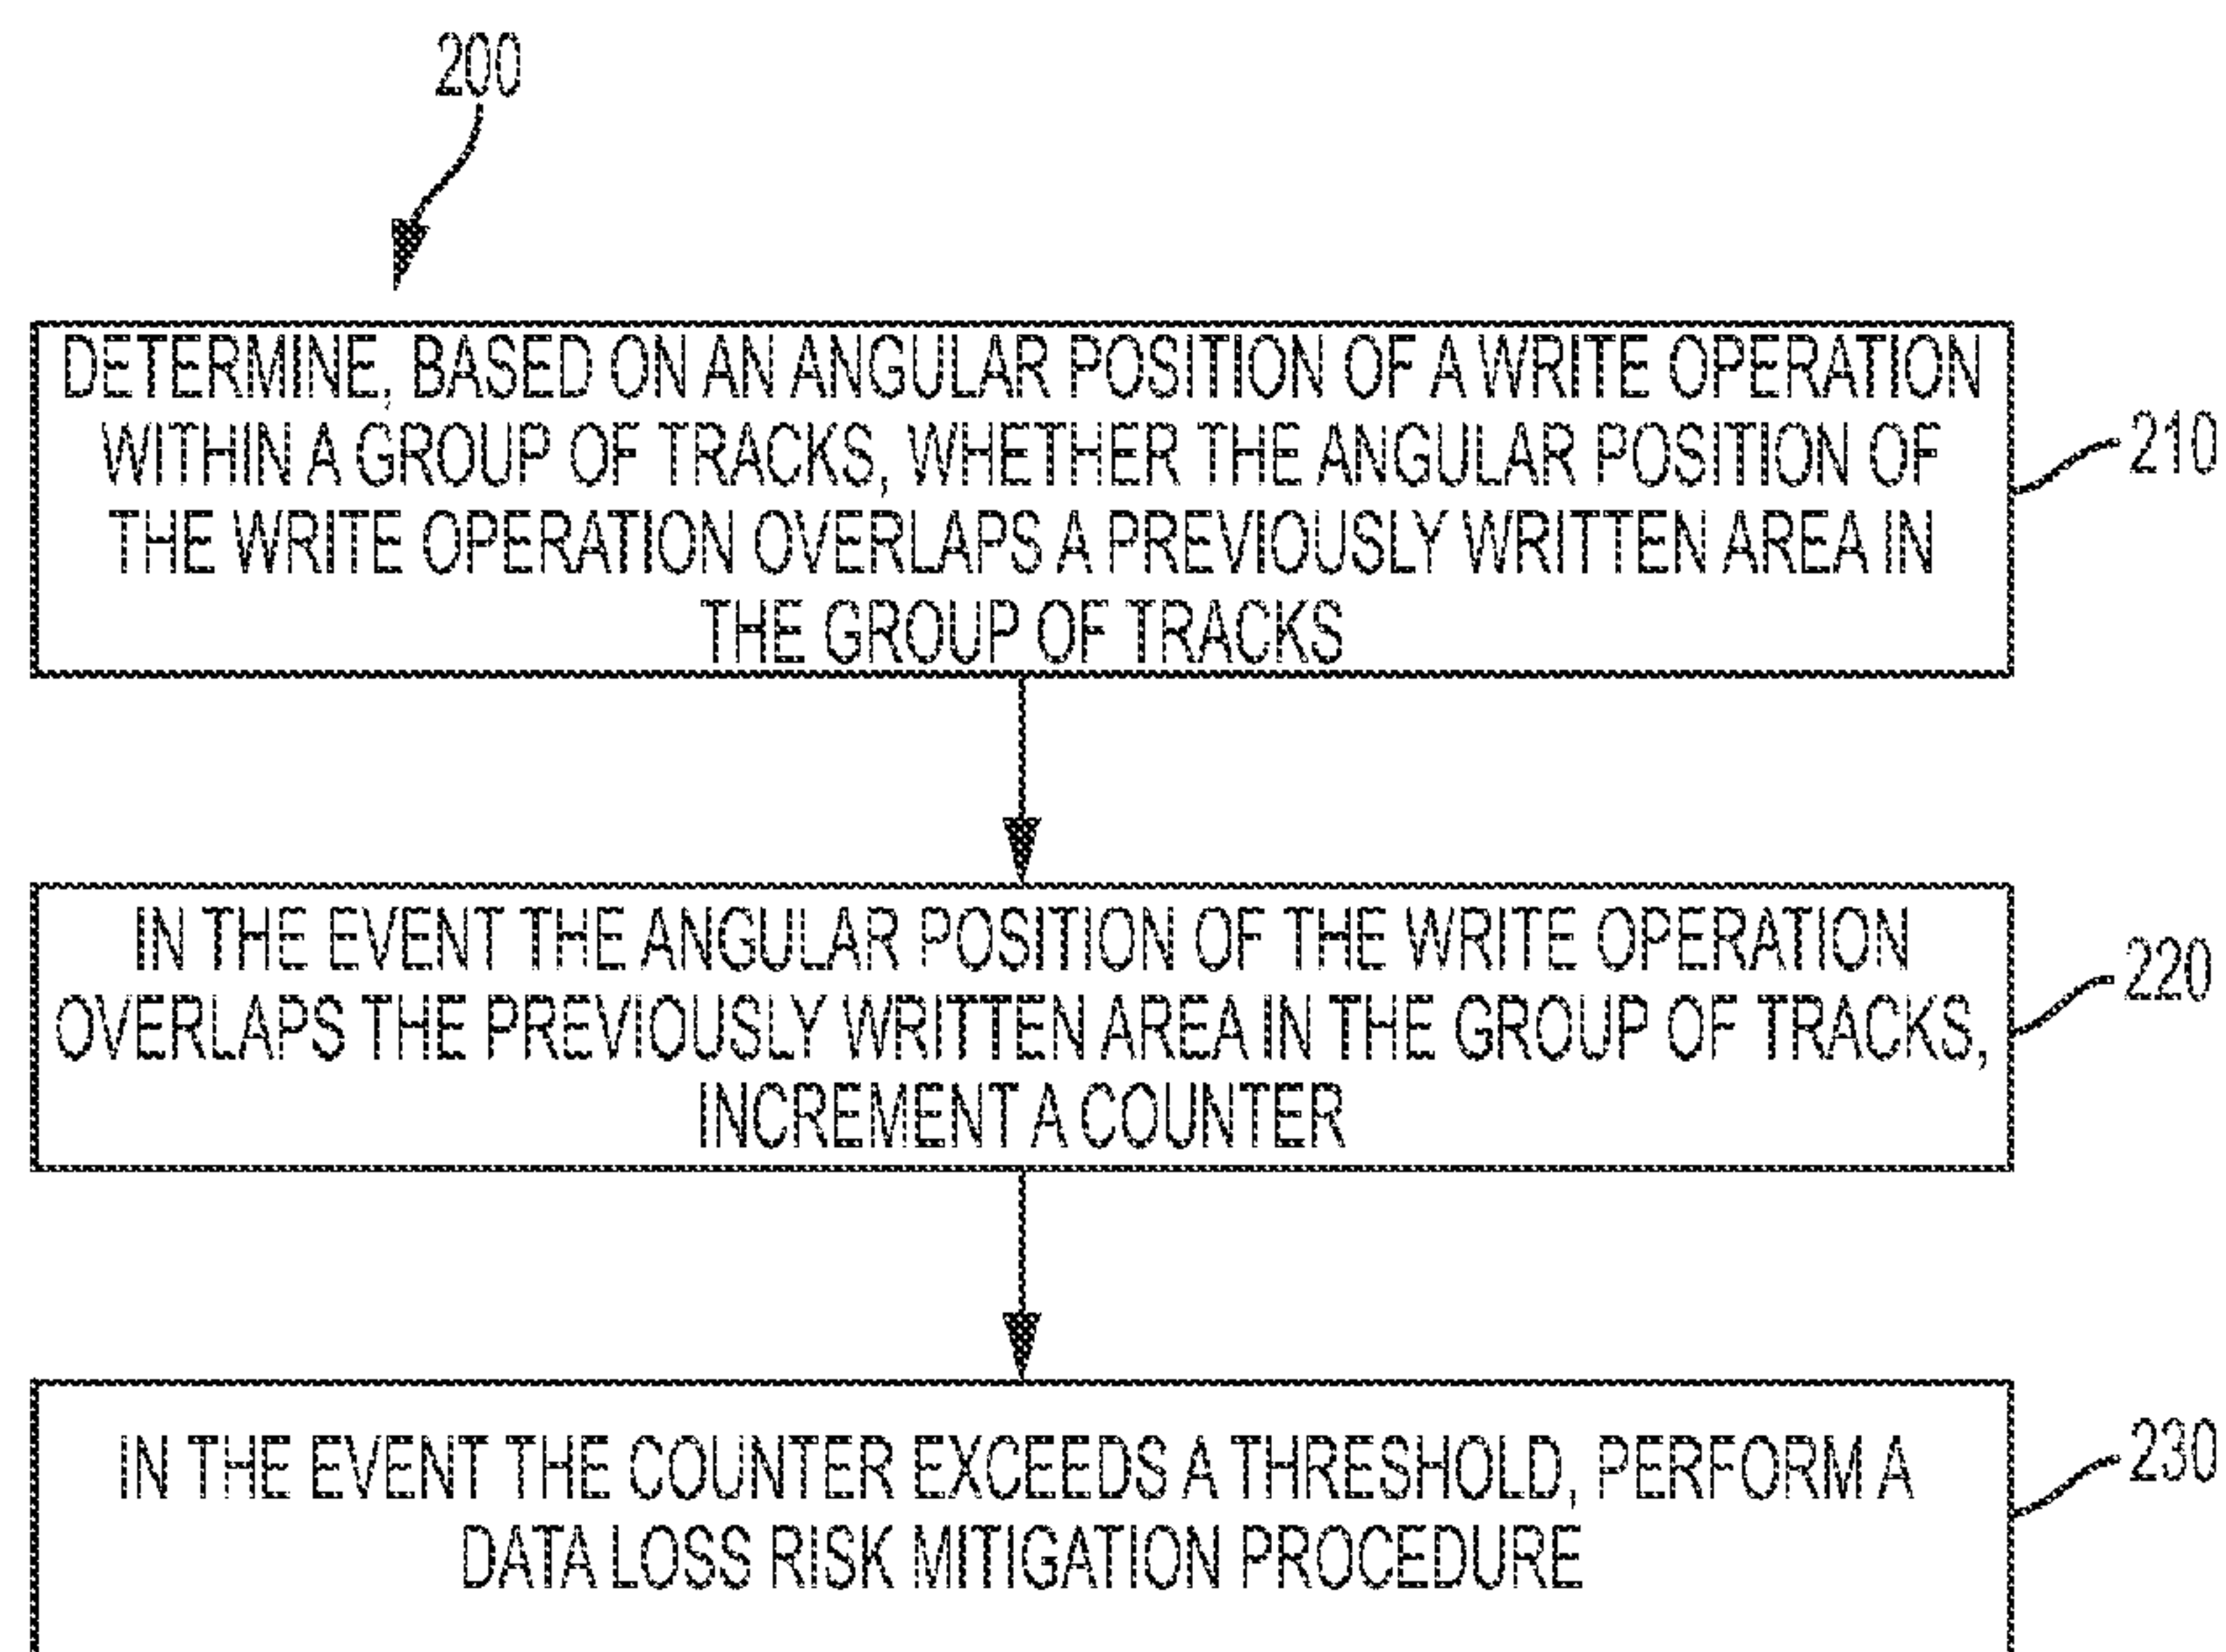 200
DETERMINE, BASED ON AN ANGULAR POSITION OF A WRITE OPERATION
WITHIN A GROUP OF TRACKS, WHETHER THE ANGULAR POSITION OF
THE WRITE OPERATION OVERLAPS A PREVIOUSLY WRITTEN AREA IN
THE GROUP OF TRACKS
210
IN THE EVENT THE ANGULAR POSITION OF THE WRITE OPERATION
OVERLAPS THE PREVIOUSLY WRITTEN AREA IN THE GROUP OF TRACKS,
INCREMENT A COUNTER
220
IN THE EVENT THE COUNTER EXCEEDS A THRESHOLD, PERFORM A
DATA LOSS RISK MITIGATION PROCEDURE
230